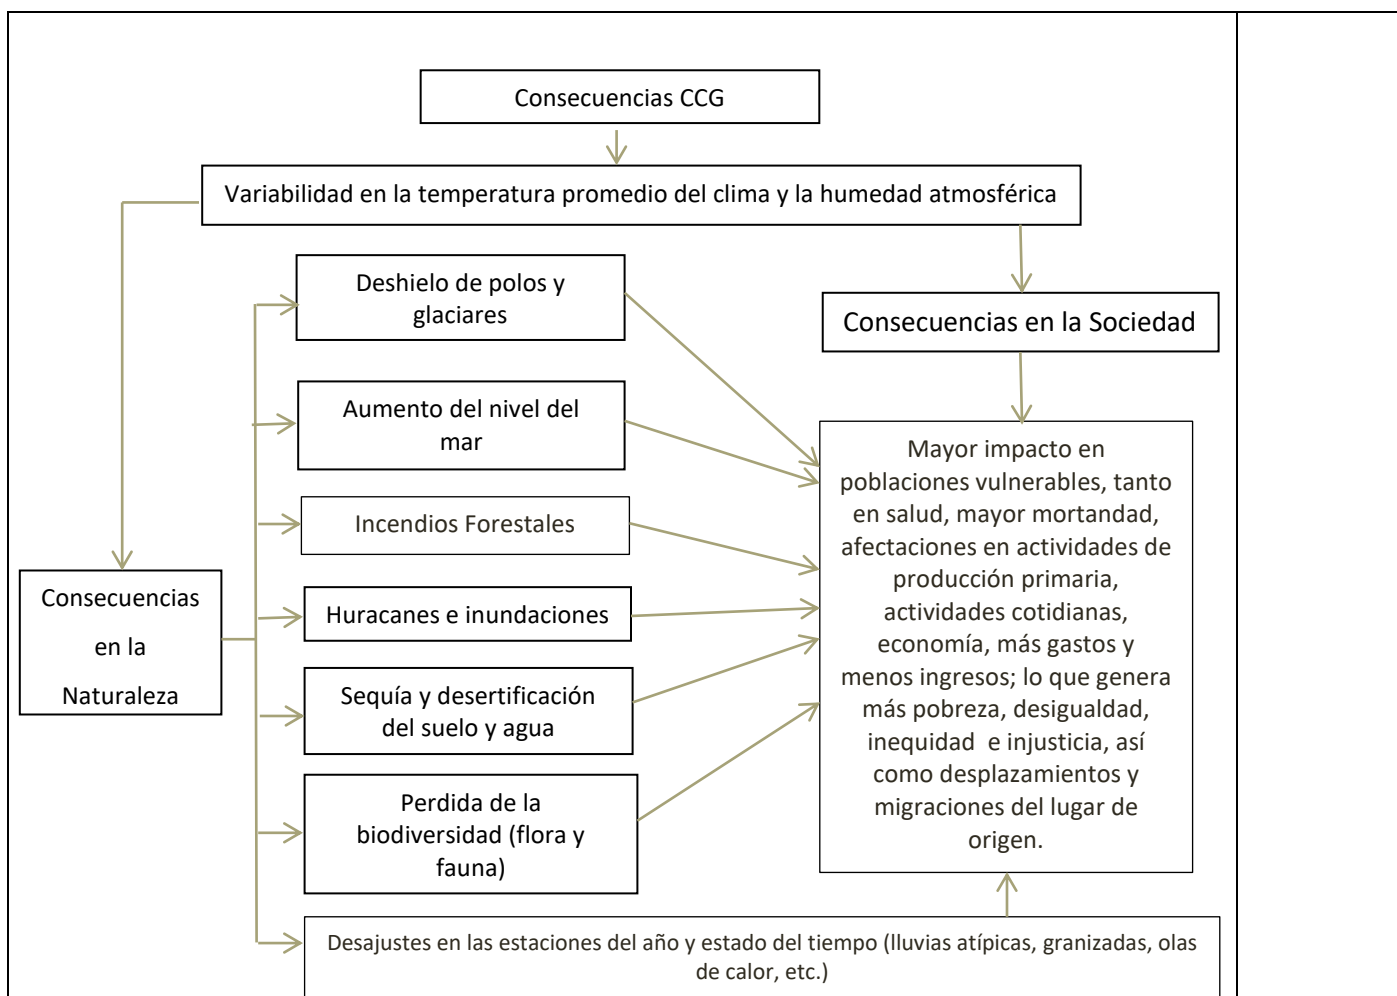 Consecuencias CCG
Variabilidad en la temperatura promedio del clima y la humedad atmosférica
Deshielo de polos y
glaciares
Consecuencias en la Sociedad
Aumento del nivel del
mar
Mayor impacto en
poblaciones vulnerables, tanto
en salud, mayor mortandad,
afectaciones en actividades de
producción primaria,
actividades cotidianas,
economía, más gastos y
menos ingresos; lo que genera
más pobreza, desigualdad,
inequidad e injusticia, así
como desplazamientos y
migraciones del lugar de
origen.
Incendios Forestales
Consecuencias
en la
Naturaleza
Huracanes e inundaciones
Sequía y desertificación
del suelo y agua
Perdida de la
biodiversidad (flora y
fauna)
Desajustes en las estaciones del año y estado del tiempo (lluvias atípicas, granizadas, olas
de calor, etc.)